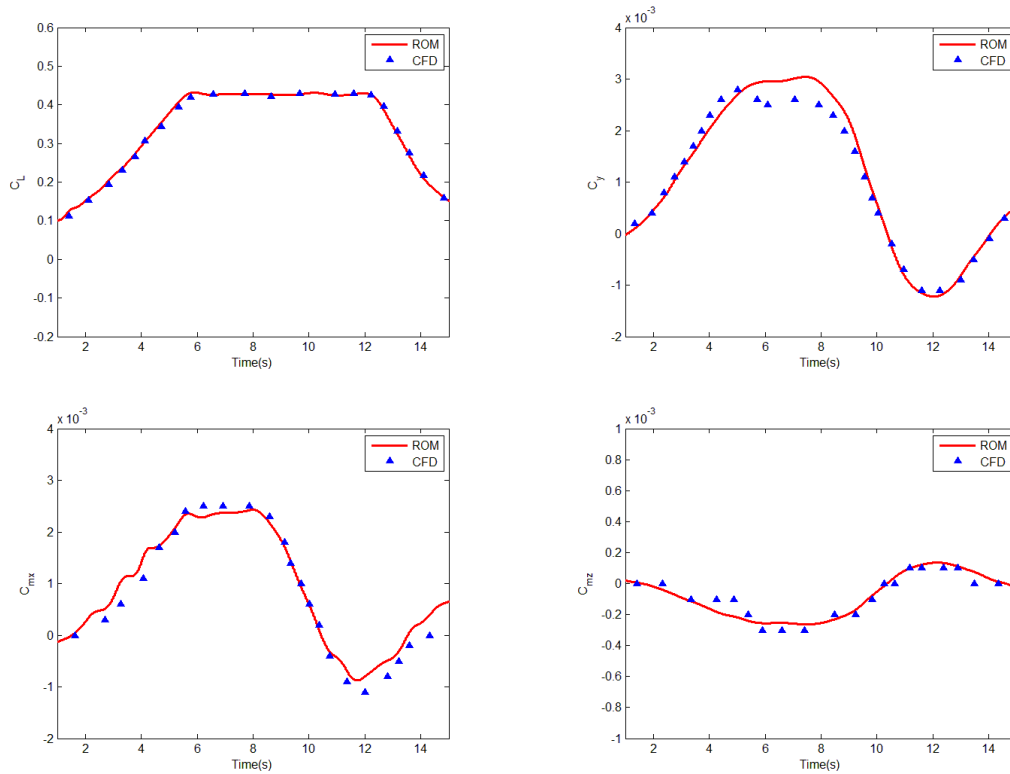 0.6
0.5
0.4
0.3
0.2
0.1
0
-0.1
-0.2
C_L
2 4 6 8 10 12 14
Time(s)
ROM
CFD
x 10^-3
4
3
2
1
0
-1
-2
C_y
2 4 6 8 10 12 14
Time(s)
ROM
CFD
x 10^-3
4
3
2
1
0
-1
-2
C_mx
2 4 6 8 10 12 14
Time(s)
ROM
CFD
x 10^-3
1
0.8
0.6
0.4
0.2
0
-0.2
-0.4
-0.6
-0.8
-1
C_mz
2 4 6 8 10 12 14
Time(s)
ROM
CFD